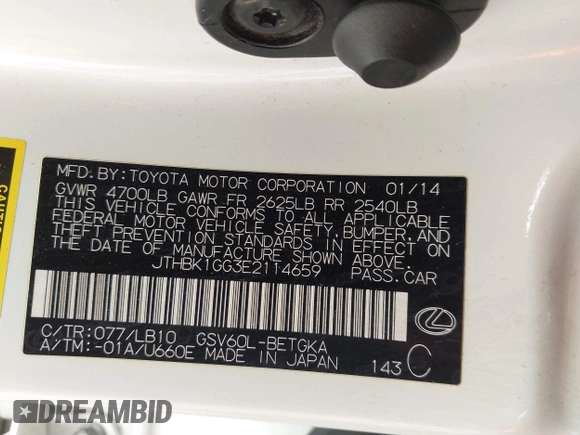 MFD.BY:TOYOTA MOTOR CORPORATION 01/14
GVWR 4700LB GAWR FR 2625LB RR 2540LB
THIS VEHICLE CONFORMS TO ALL APPLICABLE
FEDERAL MOTOR VEHICLE SAFETY,BUMPER,AND
THEFT PREVENTION STANDARDS IN EFFECT ON
THE DATE OF MANUFACTURE SHOWN ABOVE.
JTHBK1GG3E2114659 PASS.CAR
C/TR:077/LB10 GSV60L-BETGKA
A/TM:-01A/U660E MADE IN JAPAN
143 C
DREAMBID